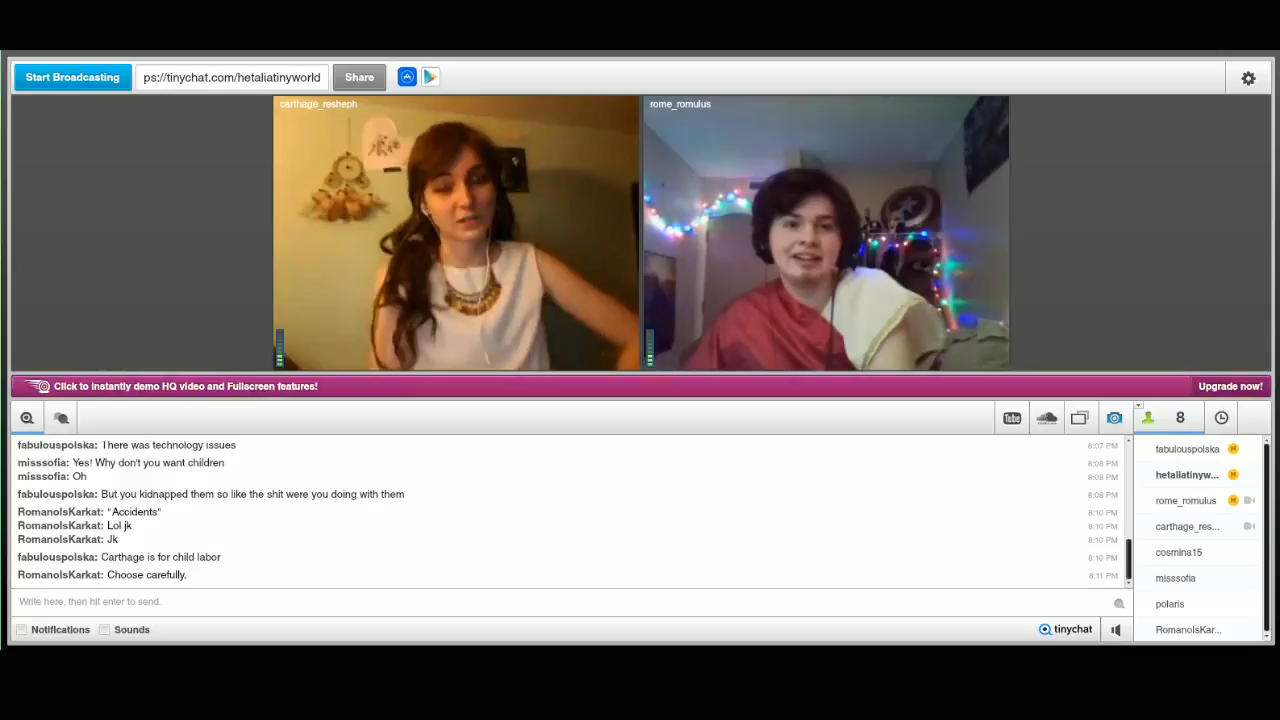 Start Broadcasting
ps://tinychat.com/hetaliatinyworld
Share
carthage_resheph
rome_romulus
Click to instantly demo HQ video and Fullscreen features!
Upgrade now!
You Tube
8
fabulouspolska: There was technology issues 8:07 PM
misssofia: Yes! Why don't you want children 8:08 PM
misssofia: Oh 8:08 PM
fabulouspolska: But you kidnapped them so like the shit were you doing with them 8:08 PM
RomanoIsKarkat: "Accidents" 8:10 PM
RomanoIsKarkat: Lol jk 8:10 PM
RomanoIsKarkat: Jk 8:10 PM
fabulouspolska: Carthage is for child labor 8:10 PM
RomanoIsKarkat: Choose carefully. 8:11 PM
fabulouspolska M
hetaliatinyw... M
rome_romulus M
carthage_res...
cosmina15
misssofia
polaris
RomanoIsKar...
Write here, then hit enter to send.
Notifications
Sounds
tinychat